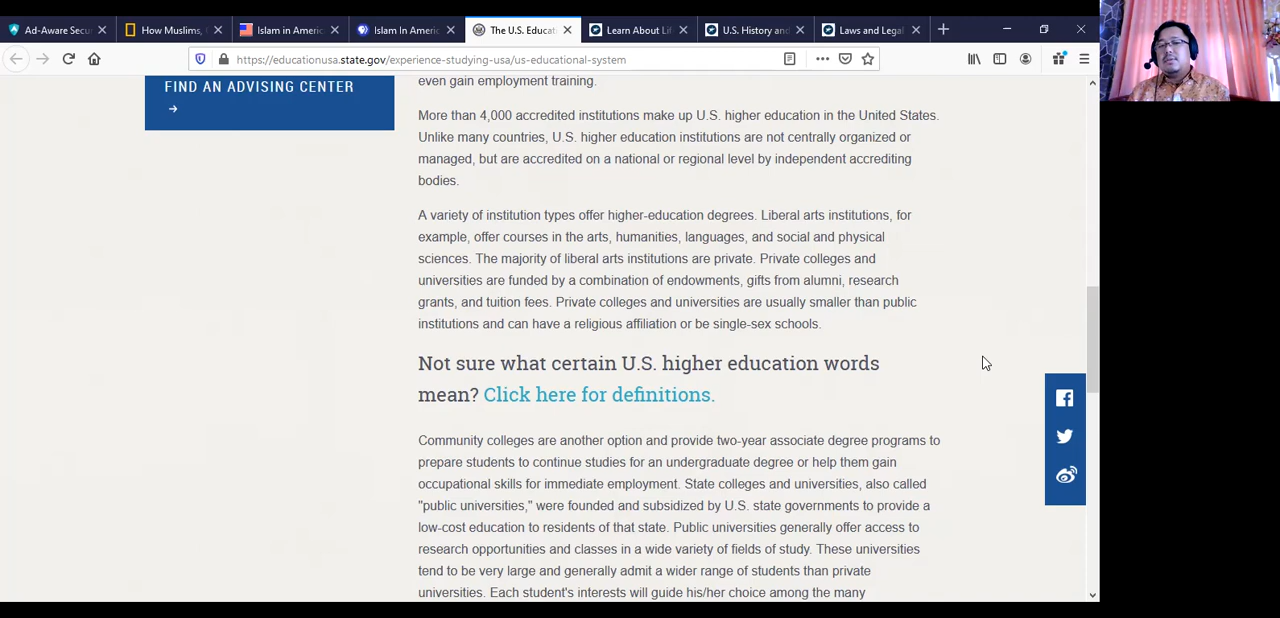 Ad-Aware Secu
How Muslims, 
Islam in Americ
Islam In Americ
The U.S. Educat
Learn About Lif
U.S. History and
Laws and Legal
https://educationusa.state.gov/experience-studying-usa/us-educational-system
FIND AN ADVISING CENTER
even gain employment training.
More than 4,000 accredited institutions make up U.S. higher education in the United States.
Unlike many countries, U.S. higher education institutions are not centrally organized or
managed, but are accredited on a national or regional level by independent accrediting
bodies.
A variety of institution types offer higher-education degrees. Liberal arts institutions, for
example, offer courses in the arts, humanities, languages, and social and physical
sciences. The majority of liberal arts institutions are private. Private colleges and
universities are funded by a combination of endowments, gifts from alumni, research
grants, and tuition fees. Private colleges and universities are usually smaller than public
institutions and can have a religious affiliation or be single-sex schools.
Not sure what certain U.S. higher education words
mean? Click here for definitions.
Community colleges are another option and provide two-year associate degree programs to
prepare students to continue studies for an undergraduate degree or help them gain
occupational skills for immediate employment. State colleges and universities, also called
"public universities," were founded and subsidized by U.S. state governments to provide a
low-cost education to residents of that state. Public universities generally offer access to
research opportunities and classes in a wide variety of fields of study. These universities
tend to be very large and generally admit a wider range of students than private
universities. Each student's interests will guide his/her choice among the many